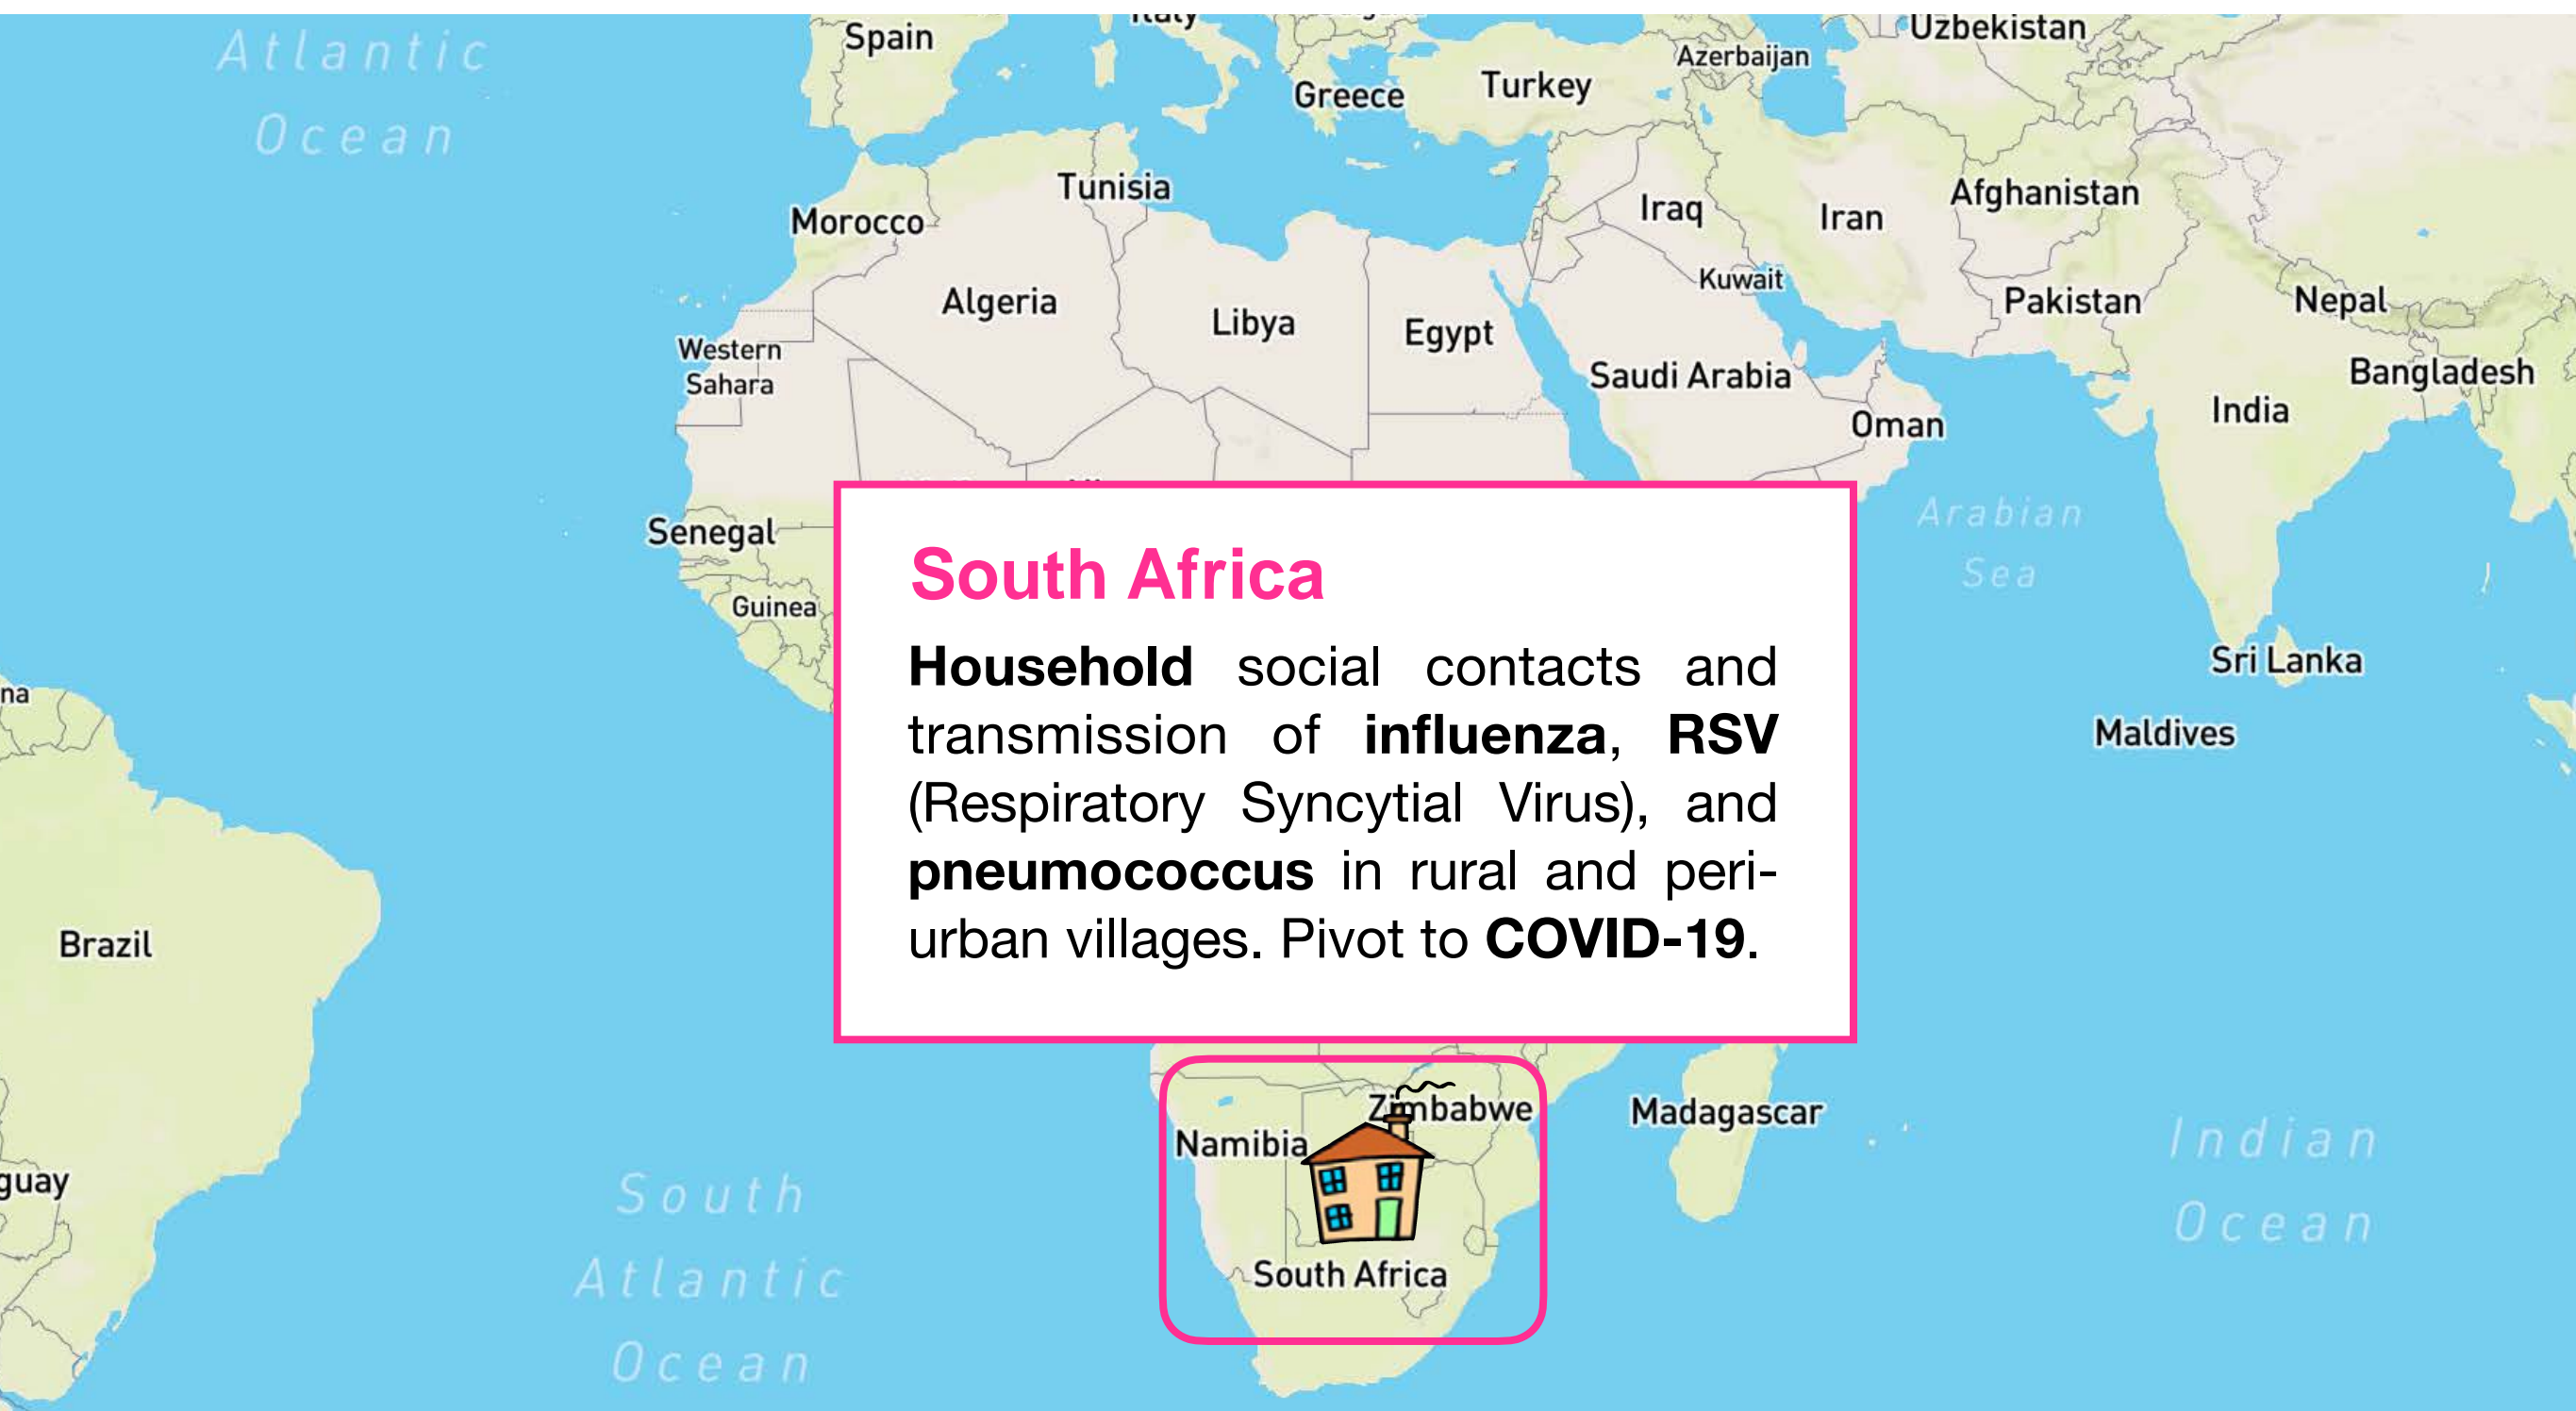 Atlantic
Ocean
Spain
Italy
Greece
Turkey
Azerbaijan
Uzbekistan
Tunisia
Morocco
Iraq
Iran
Afghanistan
Kuwait
Algeria
Libya
Egypt
Pakistan
Nepal
Western
Sahara
Saudi Arabia
Bangladesh
Oman
India
Senegal
Arabian
Sea
Guinea
South Africa
Household social contacts and
transmission of influenza, RSV
(Respiratory Syncytial Virus), and
pneumococcus in rural and peri-
urban villages. Pivot to COVID-19.
Sri Lanka
Maldives
na
Brazil
guay
Zimbabwe
Namibia
Madagascar
South Africa
South
Atlantic
Ocean
Indian
Ocean